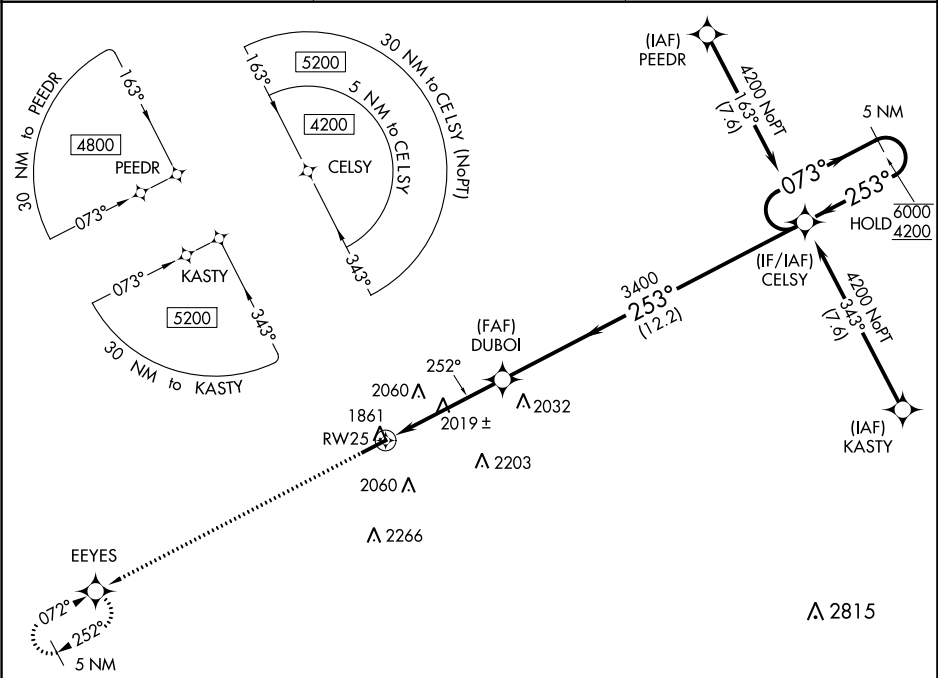 30 NM to PEEDR
163°
4800
PEEDR
073°
163°
5200
30 NM to CELSY (NoPT)
5 NM to CELSY
4200
CELSY
343°
073°
KASTY
5200
343°
30 NM to KASTY
(IAF)
PEEDR
4200 NoPT
163°
(7.6)
5 NM
073°
253°
HOLD
6000
4200
(IF/IAF)
CELSY
4200 NoPT
343°
(7.6)
(IAF)
KASTY
3400
253°
(12.2)
(FAF)
DUBOI
252°
2060
2032
2019 ±
1861
RW25
2203
2060
2266
EEYES
072°
252°
5 NM
2815